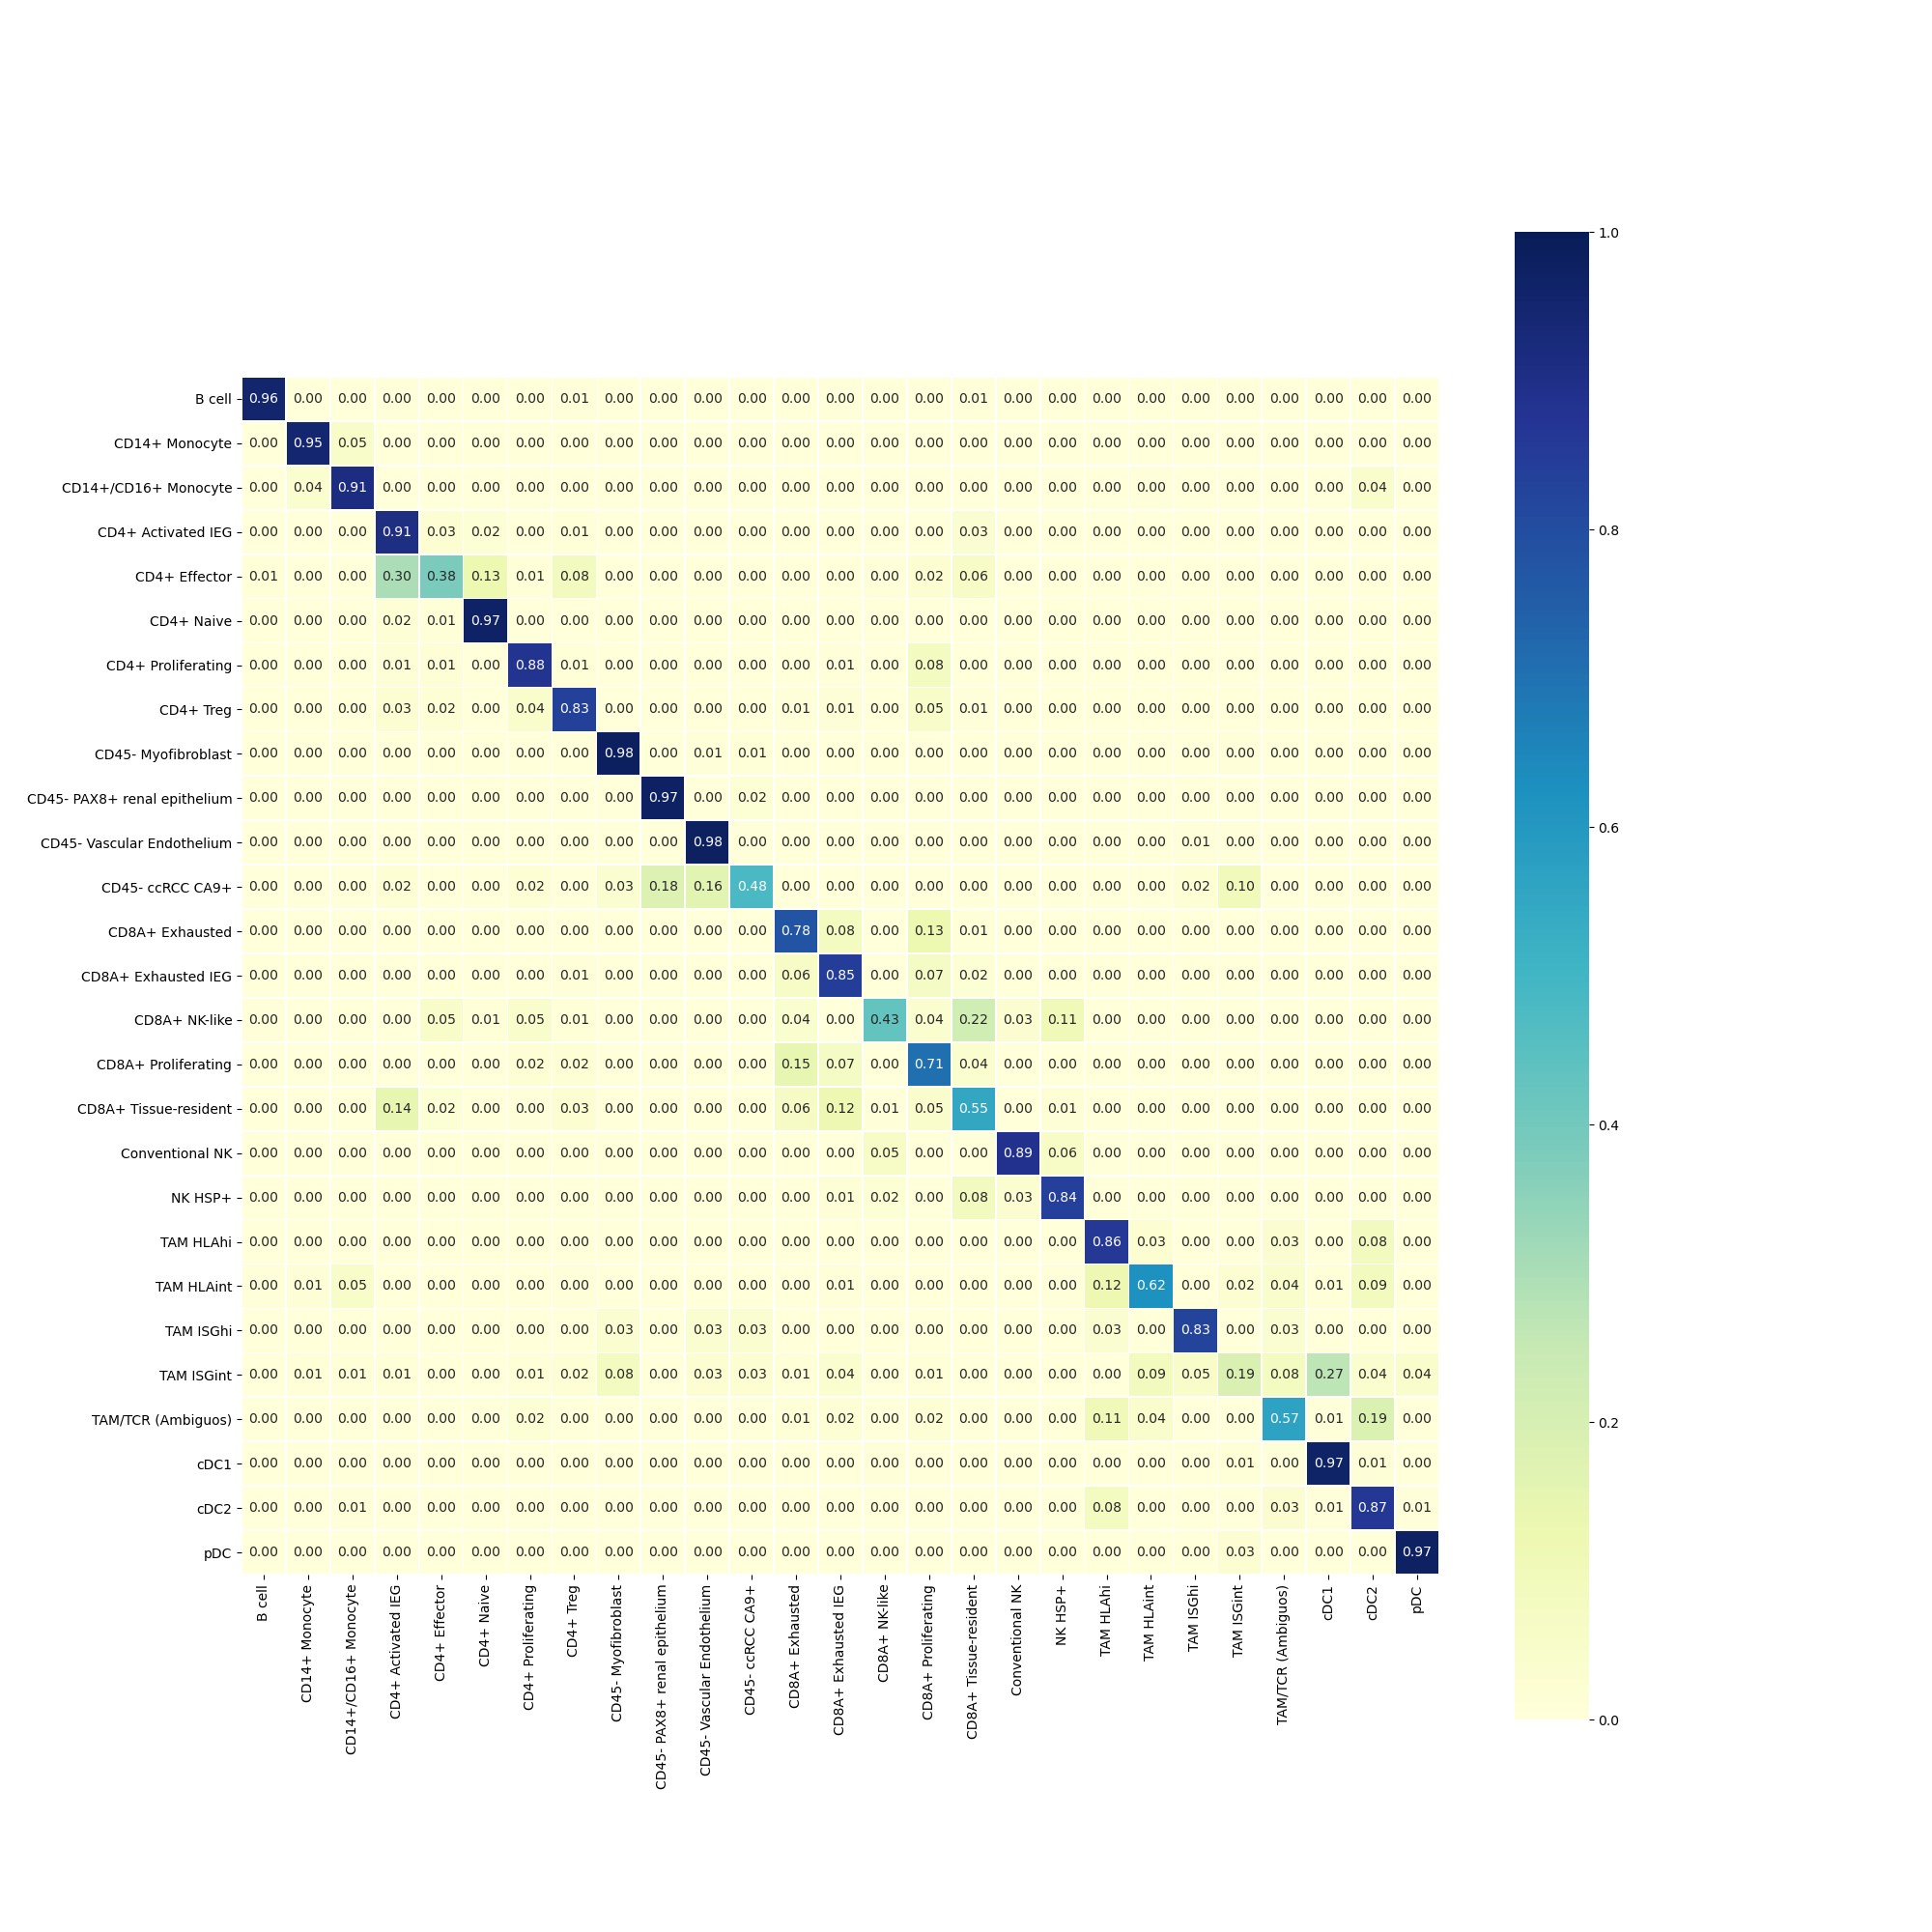 1.0
B cell 0.96 0.00 0.00 0.00 0.00 0.00 0.00 0.01 0.00 0.00 0.00 0.00 0.00 0.00 0.00 0.00 0.01 0.00 0.00 0.00 0.00 0.00 0.00 0.00 0.00 0.00 0.00
CD14+ Monocyte 0.00 0.95 0.05 0.00 0.00 0.00 0.00 0.00 0.00 0.00 0.00 0.00 0.00 0.00 0.00 0.00 0.00 0.00 0.00 0.00 0.00 0.00 0.00 0.00 0.00 0.00 0.00
CD14+/CD16+ Monocyte 0.00 0.04 0.91 0.00 0.00 0.00 0.00 0.00 0.00 0.00 0.00 0.00 0.00 0.00 0.00 0.00 0.00 0.00 0.00 0.00 0.00 0.00 0.00 0.00 0.00 0.04 0.00
0.8
CD4+ Activated IEG 0.00 0.00 0.00 0.91 0.03 0.02 0.00 0.01 0.00 0.00 0.00 0.00 0.00 0.00 0.00 0.00 0.03 0.00 0.00 0.00 0.00 0.00 0.00 0.00 0.00 0.00 0.00
CD4+ Effector 0.01 0.00 0.00 0.30 0.38 0.13 0.01 0.08 0.00 0.00 0.00 0.00 0.00 0.00 0.00 0.02 0.06 0.00 0.00 0.00 0.00 0.00 0.00 0.00 0.00 0.00 0.00
CD4+ Naive 0.00 0.00 0.00 0.02 0.01 0.97 0.00 0.00 0.00 0.00 0.00 0.00 0.00 0.00 0.00 0.00 0.00 0.00 0.00 0.00 0.00 0.00 0.00 0.00 0.00 0.00 0.00
CD4+ Proliferating 0.00 0.00 0.00 0.01 0.01 0.00 0.88 0.01 0.00 0.00 0.00 0.00 0.00 0.01 0.00 0.08 0.00 0.00 0.00 0.00 0.00 0.00 0.00 0.00 0.00 0.00 0.00
CD4+ Treg 0.00 0.00 0.00 0.03 0.02 0.00 0.04 0.83 0.00 0.00 0.00 0.00 0.01 0.01 0.00 0.05 0.01 0.00 0.00 0.00 0.00 0.00 0.00 0.00 0.00 0.00 0.00
CD45- Myofibroblast 0.00 0.00 0.00 0.00 0.00 0.00 0.00 0.00 0.98 0.00 0.01 0.01 0.00 0.00 0.00 0.00 0.00 0.00 0.00 0.00 0.00 0.00 0.00 0.00 0.00 0.00 0.00
CD45- PAX8+ renal epithelium 0.00 0.00 0.00 0.00 0.00 0.00 0.00 0.00 0.00 0.97 0.00 0.02 0.00 0.00 0.00 0.00 0.00 0.00 0.00 0.00 0.00 0.00 0.00 0.00 0.00 0.00 0.00
0.6
CD45- Vascular Endothelium 0.00 0.00 0.00 0.00 0.00 0.00 0.00 0.00 0.00 0.00 0.98 0.00 0.00 0.00 0.00 0.00 0.00 0.00 0.00 0.00 0.00 0.01 0.00 0.00 0.00 0.00 0.00
CD45- ccRCC CA9+ 0.00 0.00 0.00 0.02 0.00 0.00 0.02 0.00 0.03 0.18 0.16 0.48 0.00 0.00 0.00 0.00 0.00 0.00 0.00 0.00 0.00 0.02 0.10 0.00 0.00 0.00 0.00
CD8A+ Exhausted 0.00 0.00 0.00 0.00 0.00 0.00 0.00 0.00 0.00 0.00 0.00 0.00 0.78 0.08 0.00 0.13 0.01 0.00 0.00 0.00 0.00 0.00 0.00 0.00 0.00 0.00 0.00
CD8A+ Exhausted IEG 0.00 0.00 0.00 0.00 0.00 0.00 0.00 0.01 0.00 0.00 0.00 0.00 0.06 0.85 0.00 0.07 0.02 0.00 0.00 0.00 0.00 0.00 0.00 0.00 0.00 0.00 0.00
CD8A+ NK-like 0.00 0.00 0.00 0.00 0.05 0.01 0.05 0.01 0.00 0.00 0.00 0.00 0.04 0.00 0.43 0.04 0.22 0.03 0.11 0.00 0.00 0.00 0.00 0.00 0.00 0.00 0.00
CD8A+ Proliferating 0.00 0.00 0.00 0.00 0.00 0.00 0.02 0.02 0.00 0.00 0.00 0.00 0.15 0.07 0.00 0.71 0.04 0.00 0.00 0.00 0.00 0.00 0.00 0.00 0.00 0.00 0.00
CD8A+ Tissue-resident 0.00 0.00 0.00 0.14 0.02 0.00 0.00 0.03 0.00 0.00 0.00 0.00 0.06 0.12 0.01 0.05 0.55 0.00 0.01 0.00 0.00 0.00 0.00 0.00 0.00 0.00 0.00
0.4
Conventional NK 0.00 0.00 0.00 0.00 0.00 0.00 0.00 0.00 0.00 0.00 0.00 0.00 0.00 0.00 0.05 0.00 0.00 0.89 0.06 0.00 0.00 0.00 0.00 0.00 0.00 0.00 0.00
NK HSP+ 0.00 0.00 0.00 0.00 0.00 0.00 0.00 0.00 0.00 0.00 0.00 0.00 0.00 0.01 0.02 0.00 0.08 0.03 0.84 0.00 0.00 0.00 0.00 0.00 0.00 0.00 0.00
TAM HLAhi 0.00 0.00 0.00 0.00 0.00 0.00 0.00 0.00 0.00 0.00 0.00 0.00 0.00 0.00 0.00 0.00 0.00 0.00 0.00 0.86 0.03 0.00 0.00 0.03 0.00 0.08 0.00
TAM HLAint 0.00 0.01 0.05 0.00 0.00 0.00 0.00 0.00 0.00 0.00 0.00 0.00 0.00 0.01 0.00 0.00 0.00 0.00 0.00 0.12 0.62 0.00 0.02 0.04 0.01 0.09 0.00
TAM ISGhi 0.00 0.00 0.00 0.00 0.00 0.00 0.00 0.00 0.03 0.00 0.03 0.03 0.00 0.00 0.00 0.00 0.00 0.00 0.00 0.03 0.00 0.83 0.00 0.03 0.00 0.00 0.00
TAM ISGint 0.00 0.01 0.01 0.01 0.00 0.00 0.01 0.02 0.08 0.00 0.03 0.03 0.01 0.04 0.00 0.01 0.00 0.00 0.00 0.00 0.09 0.05 0.19 0.08 0.27 0.04 0.04
TAM/TCR (Ambiguos) 0.00 0.00 0.00 0.00 0.00 0.00 0.02 0.00 0.00 0.00 0.00 0.00 0.01 0.02 0.00 0.02 0.00 0.00 0.00 0.11 0.04 0.00 0.00 0.57 0.01 0.19 0.00
0.2
cDC1 0.00 0.00 0.00 0.00 0.00 0.00 0.00 0.00 0.00 0.00 0.00 0.00 0.00 0.00 0.00 0.00 0.00 0.00 0.00 0.00 0.00 0.00 0.01 0.00 0.97 0.01 0.00
cDC2 0.00 0.00 0.01 0.00 0.00 0.00 0.00 0.00 0.00 0.00 0.00 0.00 0.00 0.00 0.00 0.00 0.00 0.00 0.00 0.08 0.00 0.00 0.00 0.03 0.01 0.87 0.01
pDC 0.00 0.00 0.00 0.00 0.00 0.00 0.00 0.00 0.00 0.00 0.00 0.00 0.00 0.00 0.00 0.00 0.00 0.00 0.00 0.00 0.00 0.00 0.03 0.00 0.00 0.00 0.97
B cell
CD14+ Monocyte
CD14+/CD16+ Monocyte
CD4+ Activated IEG
CD4+ Effector
CD4+ Naive
CD4+ Proliferating
CD4+ Treg
CD45- Myofibroblast
CD45- PAX8+ renal epithelium
CD45- Vascular Endothelium
CD45- ccRCC CA9+
CD8A+ Exhausted
CD8A+ Exhausted IEG
CD8A+ NK-like
CD8A+ Proliferating
CD8A+ Tissue-resident
Conventional NK
NK HSP+
TAM HLAhi
TAM HLAint
TAM ISGhi
TAM ISGint
TAM/TCR (Ambiguos)
cDC1
cDC2
pDC
0.0